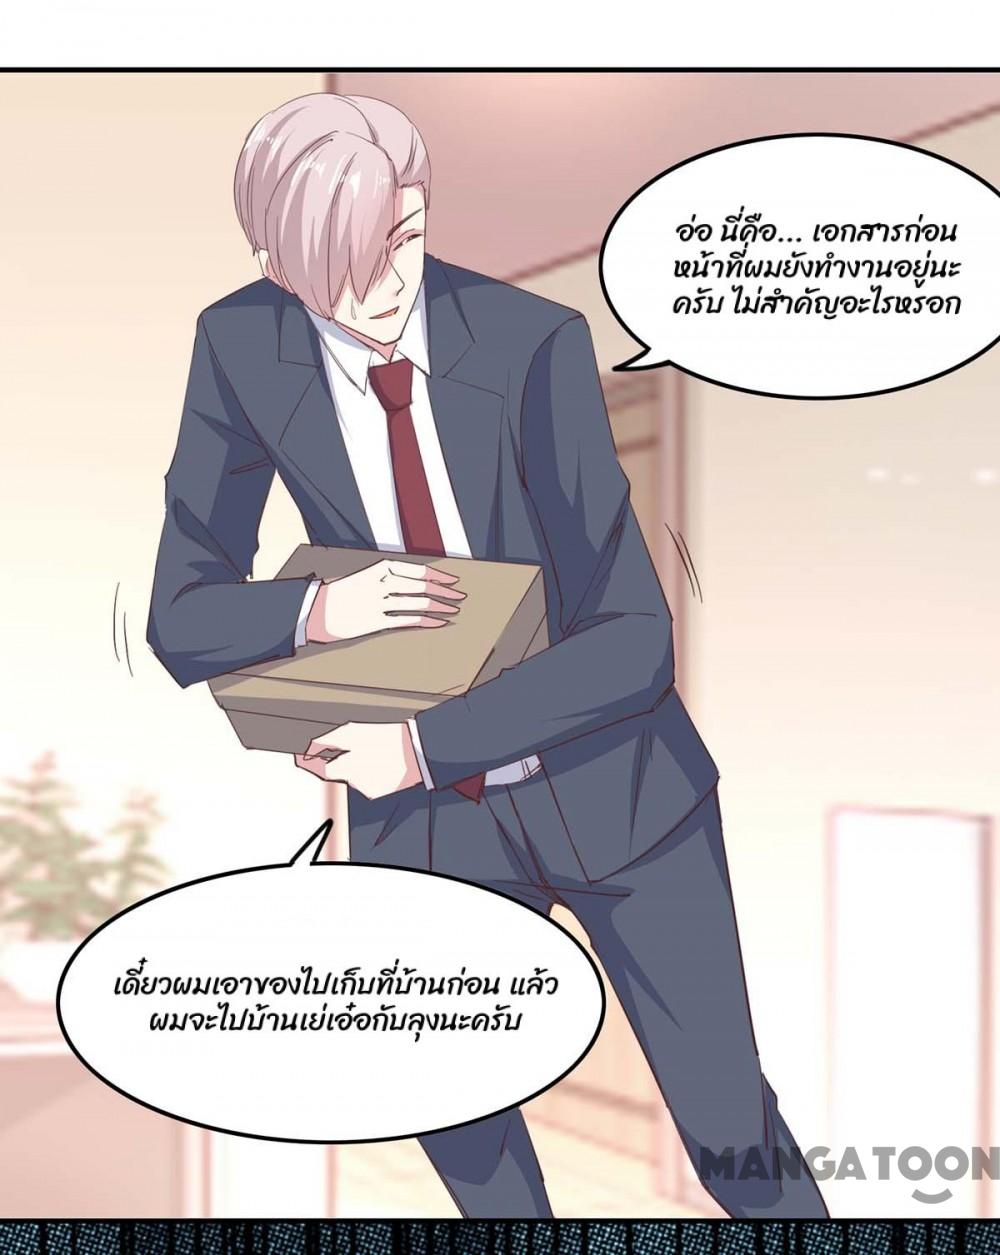 อ่อ นี่คือ... เอกสารก่อน
หน้าที่ผมยังทำงานอยู่นะ
ครับ ไม่สำคัญอะไรหรอก
เดี๋ยวผมเอาของไปเก็บที่บ้านก่อน แล้ว
ผมจะไปบ้านเย่เอ๋อกับลุงนะครับ
MANGATOON